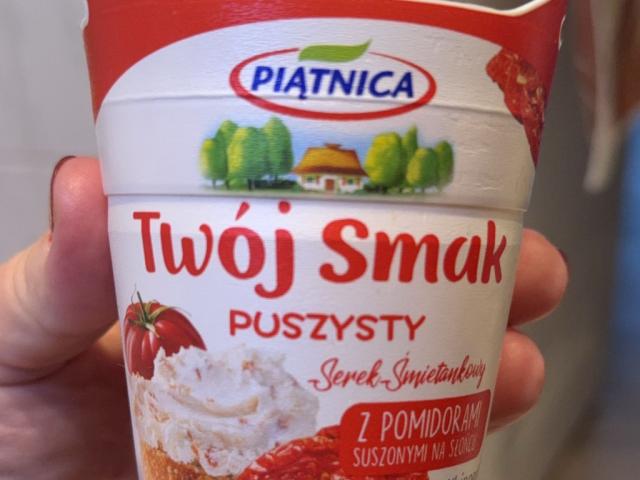 PIĄTNICA
Twój Smak
PUSZYSTY
Serek Śmietankowy
Z POMIDORAMI
SUSZONYMI NA SŁOŃCU